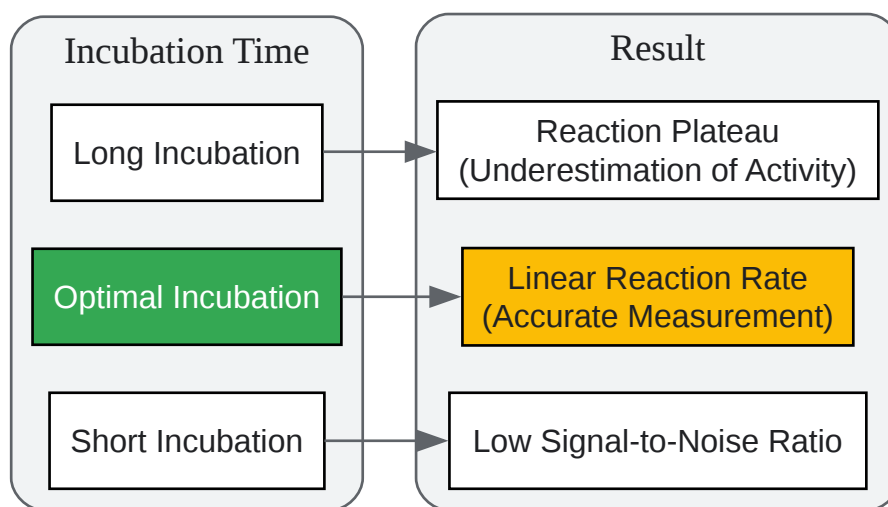 Incubation Time
Result
Long Incubation
Reaction Plateau
(Underestimation of Activity)
Optimal Incubation
Linear Reaction Rate
(Accurate Measurement)
Short Incubation
Low Signal-to-Noise Ratio